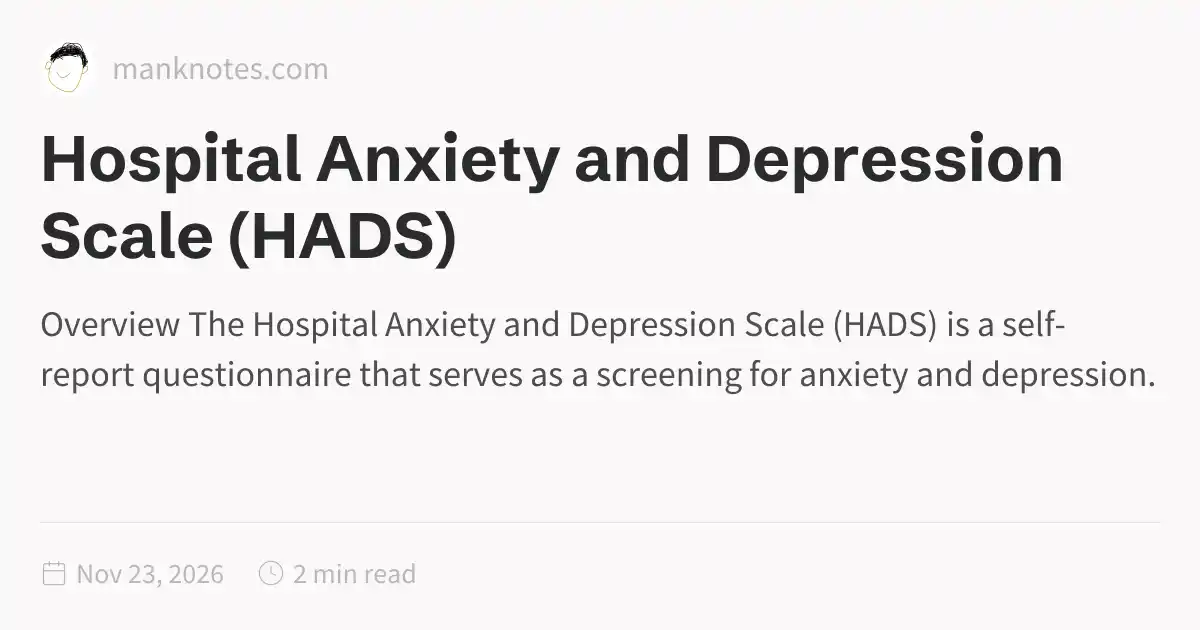 manknotes.com
Hospital Anxiety and Depression
Scale (HADS)
Overview The Hospital Anxiety and Depression Scale (HADS) is a self-
report questionnaire that serves as a screening for anxiety and depression.
Nov 23, 2026 2 min read